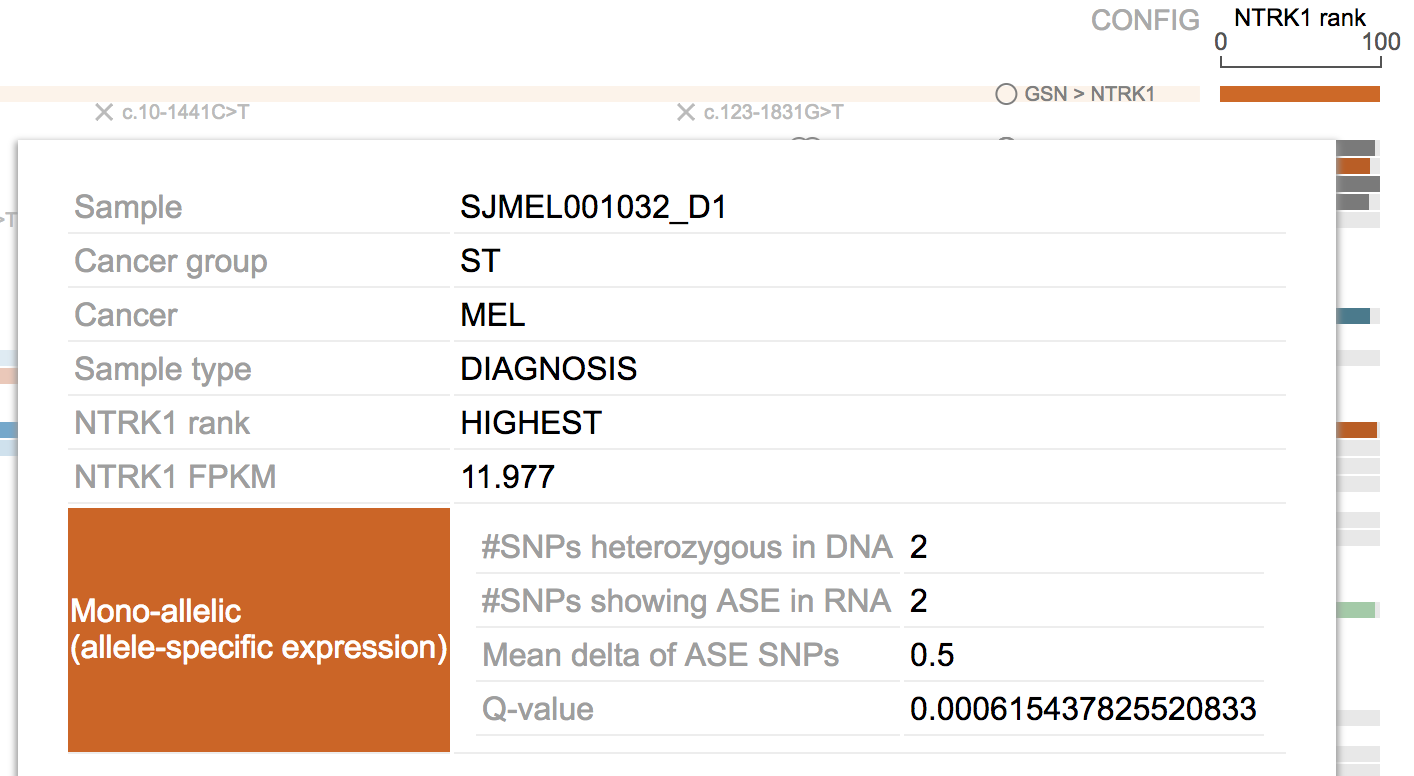 CONFIG NTRK1 rank
0 100
GSN > NTRK1
c.10-1441C>T c.123-1831G>T
Sample SJMEL001032_D1
>T
Cancer group ST
Cancer MEL
Sample type DIAGNOSIS
NTRK1 rank HIGHEST
NTRK1 FPKM 11.977
#SNPs heterozygous in DNA 2
#SNPs showing ASE in RNA 2
Mono-allelic
(allele-specific expression)
Mean delta of ASE SNPs 0.5
Q-value 0.000615437825520833